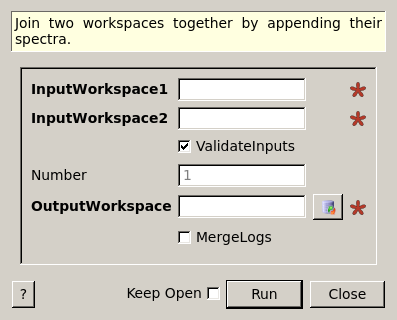 Join two workspaces together by appending their
spectra.
InputWorkspace1 *
InputWorkspace2 *
ValidateInputs
Number 1
OutputWorkspace *
MergeLogs
? Keep Open Run Close